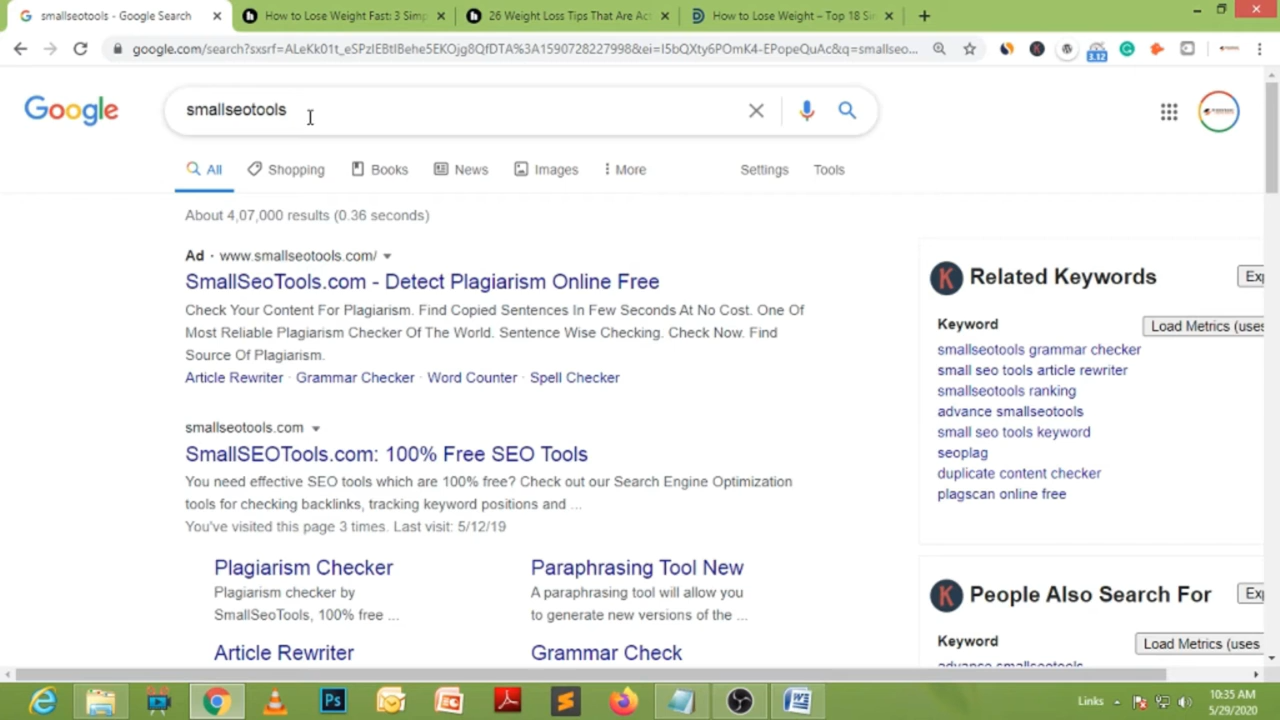 smallseotools - Google Search
How to Lose Weight Fast: 3 Simp
26 Weight Loss Tips That Are Act
How to Lose Weight – Top 18 Sim
google.com/search?sxsrf=ALeKk01t_eSPzIEBtIBehe5EKOjg8QfDTA%3A1590728227998&ei=I5bQXty6POmK4-EPopeQuAc&q=smallseo...
3.12
Google
smallseotools
All
Shopping
Books
News
Images
More
Settings
Tools
About 4,07,000 results (0.36 seconds)
Ad · www.smallseotools.com/
SmallSeoTools.com - Detect Plagiarism Online Free
Check Your Content For Plagiarism. Find Copied Sentences In Few Seconds At No Cost. One Of
Most Reliable Plagiarism Checker Of The World. Sentence Wise Checking. Check Now. Find
Source Of Plagiarism.
Article Rewriter · Grammar Checker · Word Counter · Spell Checker
smallseotools.com
SmallSEOTools.com: 100% Free SEO Tools
You need effective SEO tools which are 100% free? Check out our Search Engine Optimization
tools for checking backlinks, tracking keyword positions and ...
You've visited this page 3 times. Last visit: 5/12/19
Plagiarism Checker
Plagiarism checker by
SmallSeoTools, 100% free ...
Paraphrasing Tool New
A paraphrasing tool will allow you
to generate new versions of the ...
Article Rewriter
Grammar Check
K
Related Keywords
Exp
Keyword
Load Metrics (uses
smallseotools grammar checker
small seo tools article rewriter
smallseotools ranking
advance smallseotools
small seo tools keyword
seoplag
duplicate content checker
plagscan online free
K
People Also Search For
Exp
Keyword
Load Metrics (uses
advance smallseotools
Ps
Links
10:35 AM
5/29/2020